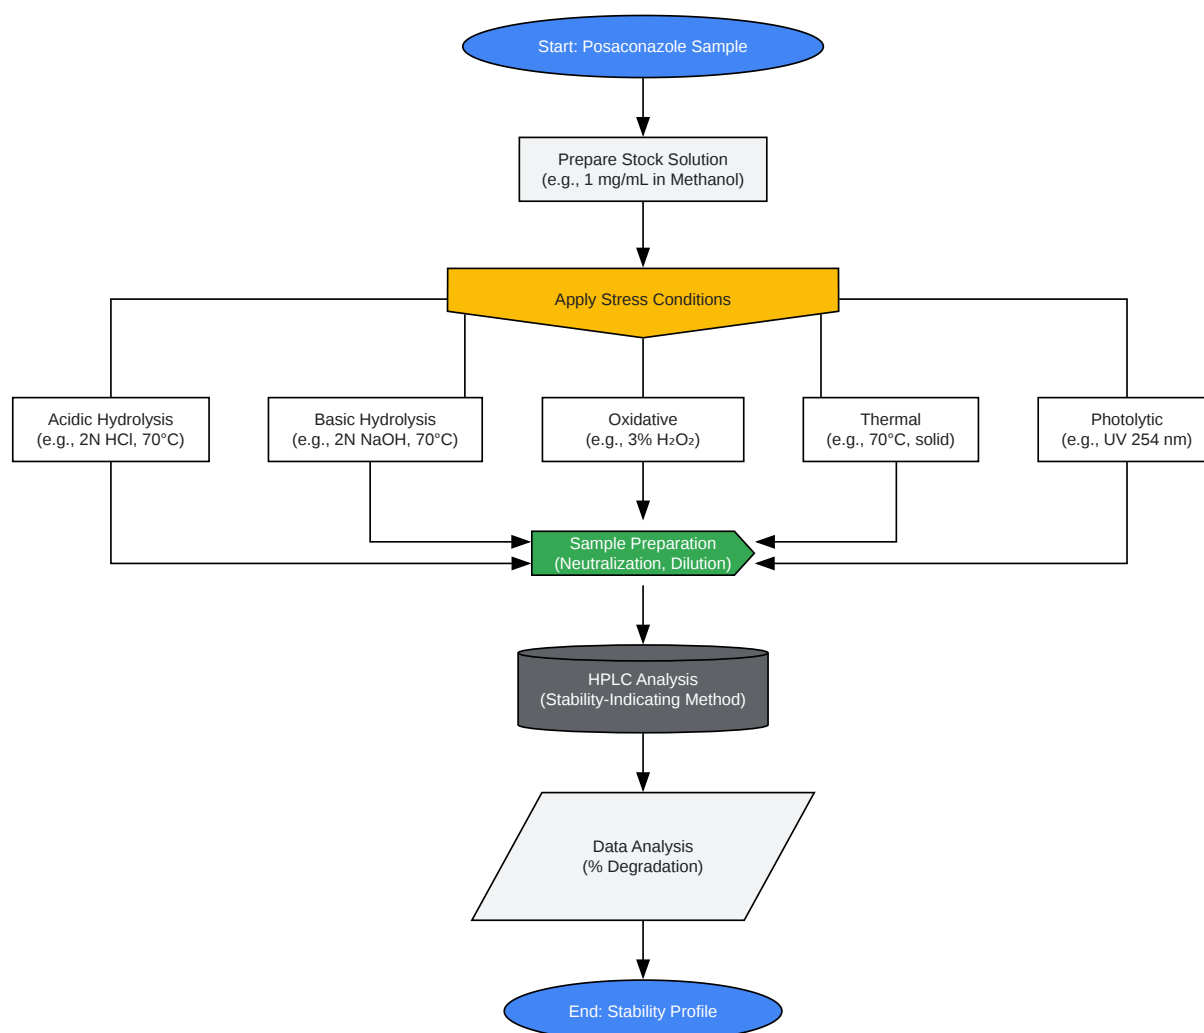 Start: Posaconazole Sample
Prepare Stock Solution
(e.g., 1 mg/mL in Methanol)
Apply Stress Conditions
Acidic Hydrolysis
(e.g., 2N HCl, 70°C)
Basic Hydrolysis
(e.g., 2N NaOH, 70°C)
Oxidative
(e.g., 3% H₂O₂)
Thermal
(e.g., 70°C, solid)
Photolytic
(e.g., UV 254 nm)
Sample Preparation
(Neutralization, Dilution)
HPLC Analysis
(Stability-Indicating Method)
Data Analysis
(% Degradation)
End: Stability Profile